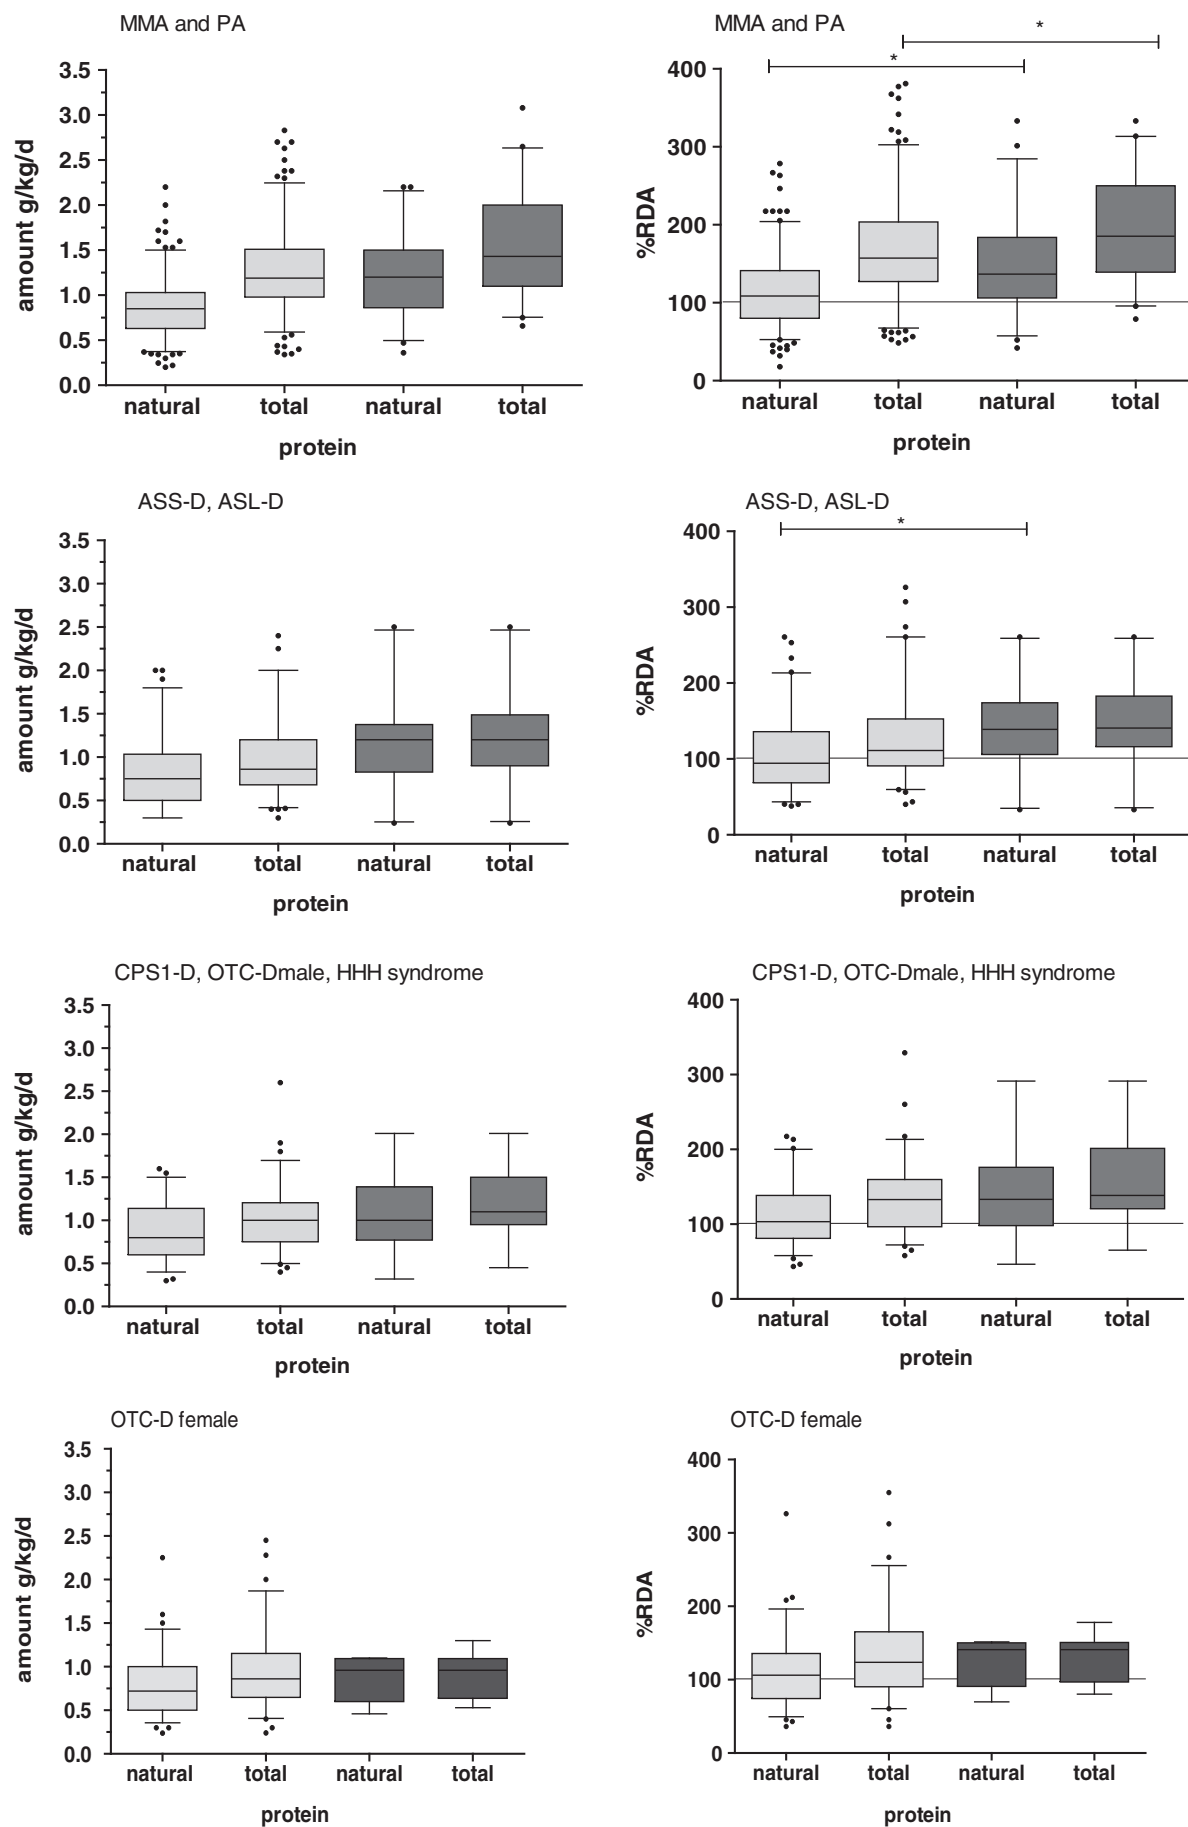 MMA and PA
amount g/kg/d
3.5
3.0
2.5
2.0
1.5
1.0
0.5
0.0
natural total natural total
protein
MMA and PA
*
*
%RDA
400
300
200
100
0
natural total natural total
protein
ASS-D, ASL-D
amount g/kg/d
3.5
3.0
2.5
2.0
1.5
1.0
0.5
0.0
natural total natural total
protein
ASS-D, ASL-D
*
%RDA
400
300
200
100
0
natural total natural total
protein
CPS1-D, OTC-Dmale, HHH syndrome
amount g/kg/d
3.5
3.0
2.5
2.0
1.5
1.0
0.5
0.0
natural total natural total
protein
CPS1-D, OTC-Dmale, HHH syndrome
%RDA
400
300
200
100
0
natural total natural total
protein
OTC-D female
amount g/kg/d
3.5
3.0
2.5
2.0
1.5
1.0
0.5
0.0
natural total natural total
protein
OTC-D female
%RDA
400
300
200
100
0
natural total natural total
protein